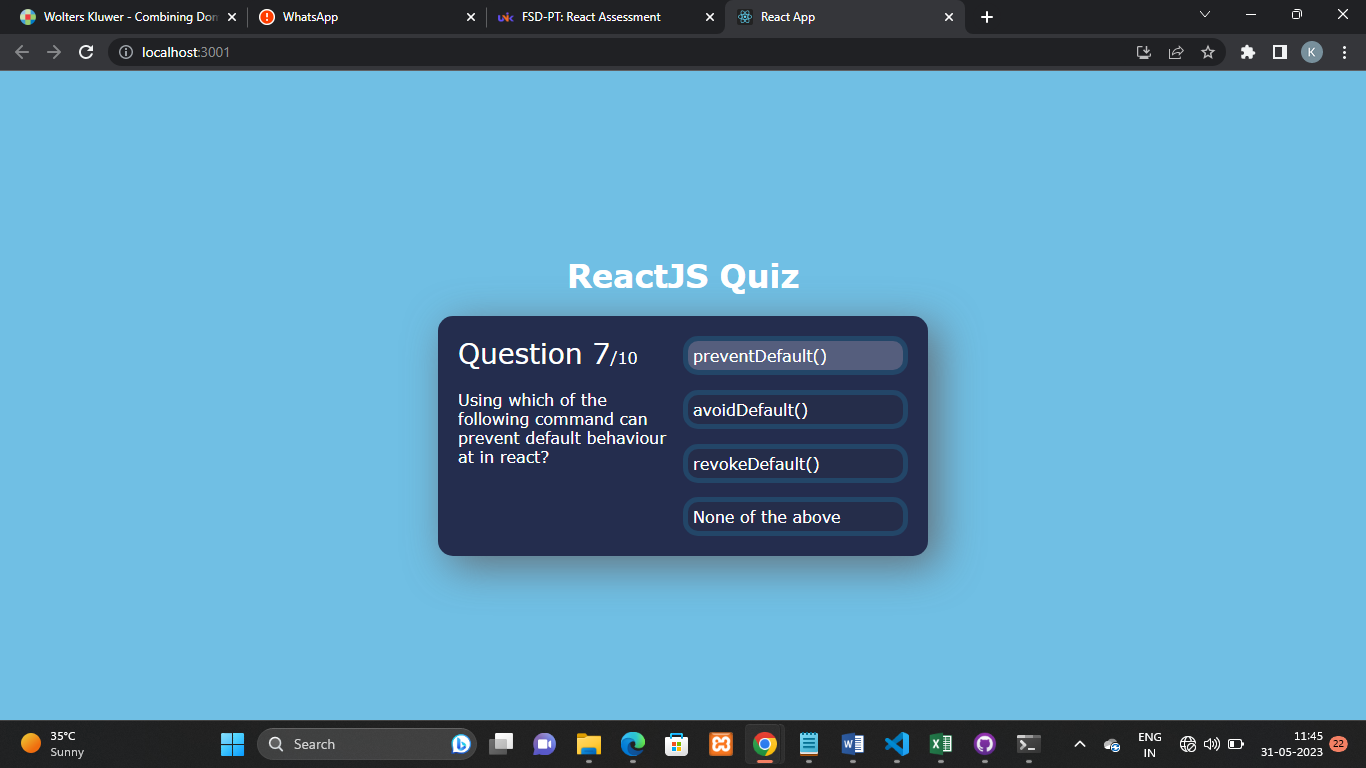 Wolters Kluwer - Combining Dom
WhatsApp
FSD-PT: React Assessment
React App
localhost:3001
K
ReactJS Quiz
Question 7/10
Using which of the
following command can
prevent default behaviour
at in react?
preventDefault()
avoidDefault()
revokeDefault()
None of the above
35°C
Sunny
Search
ENG
IN
11:45
31-05-2023
22